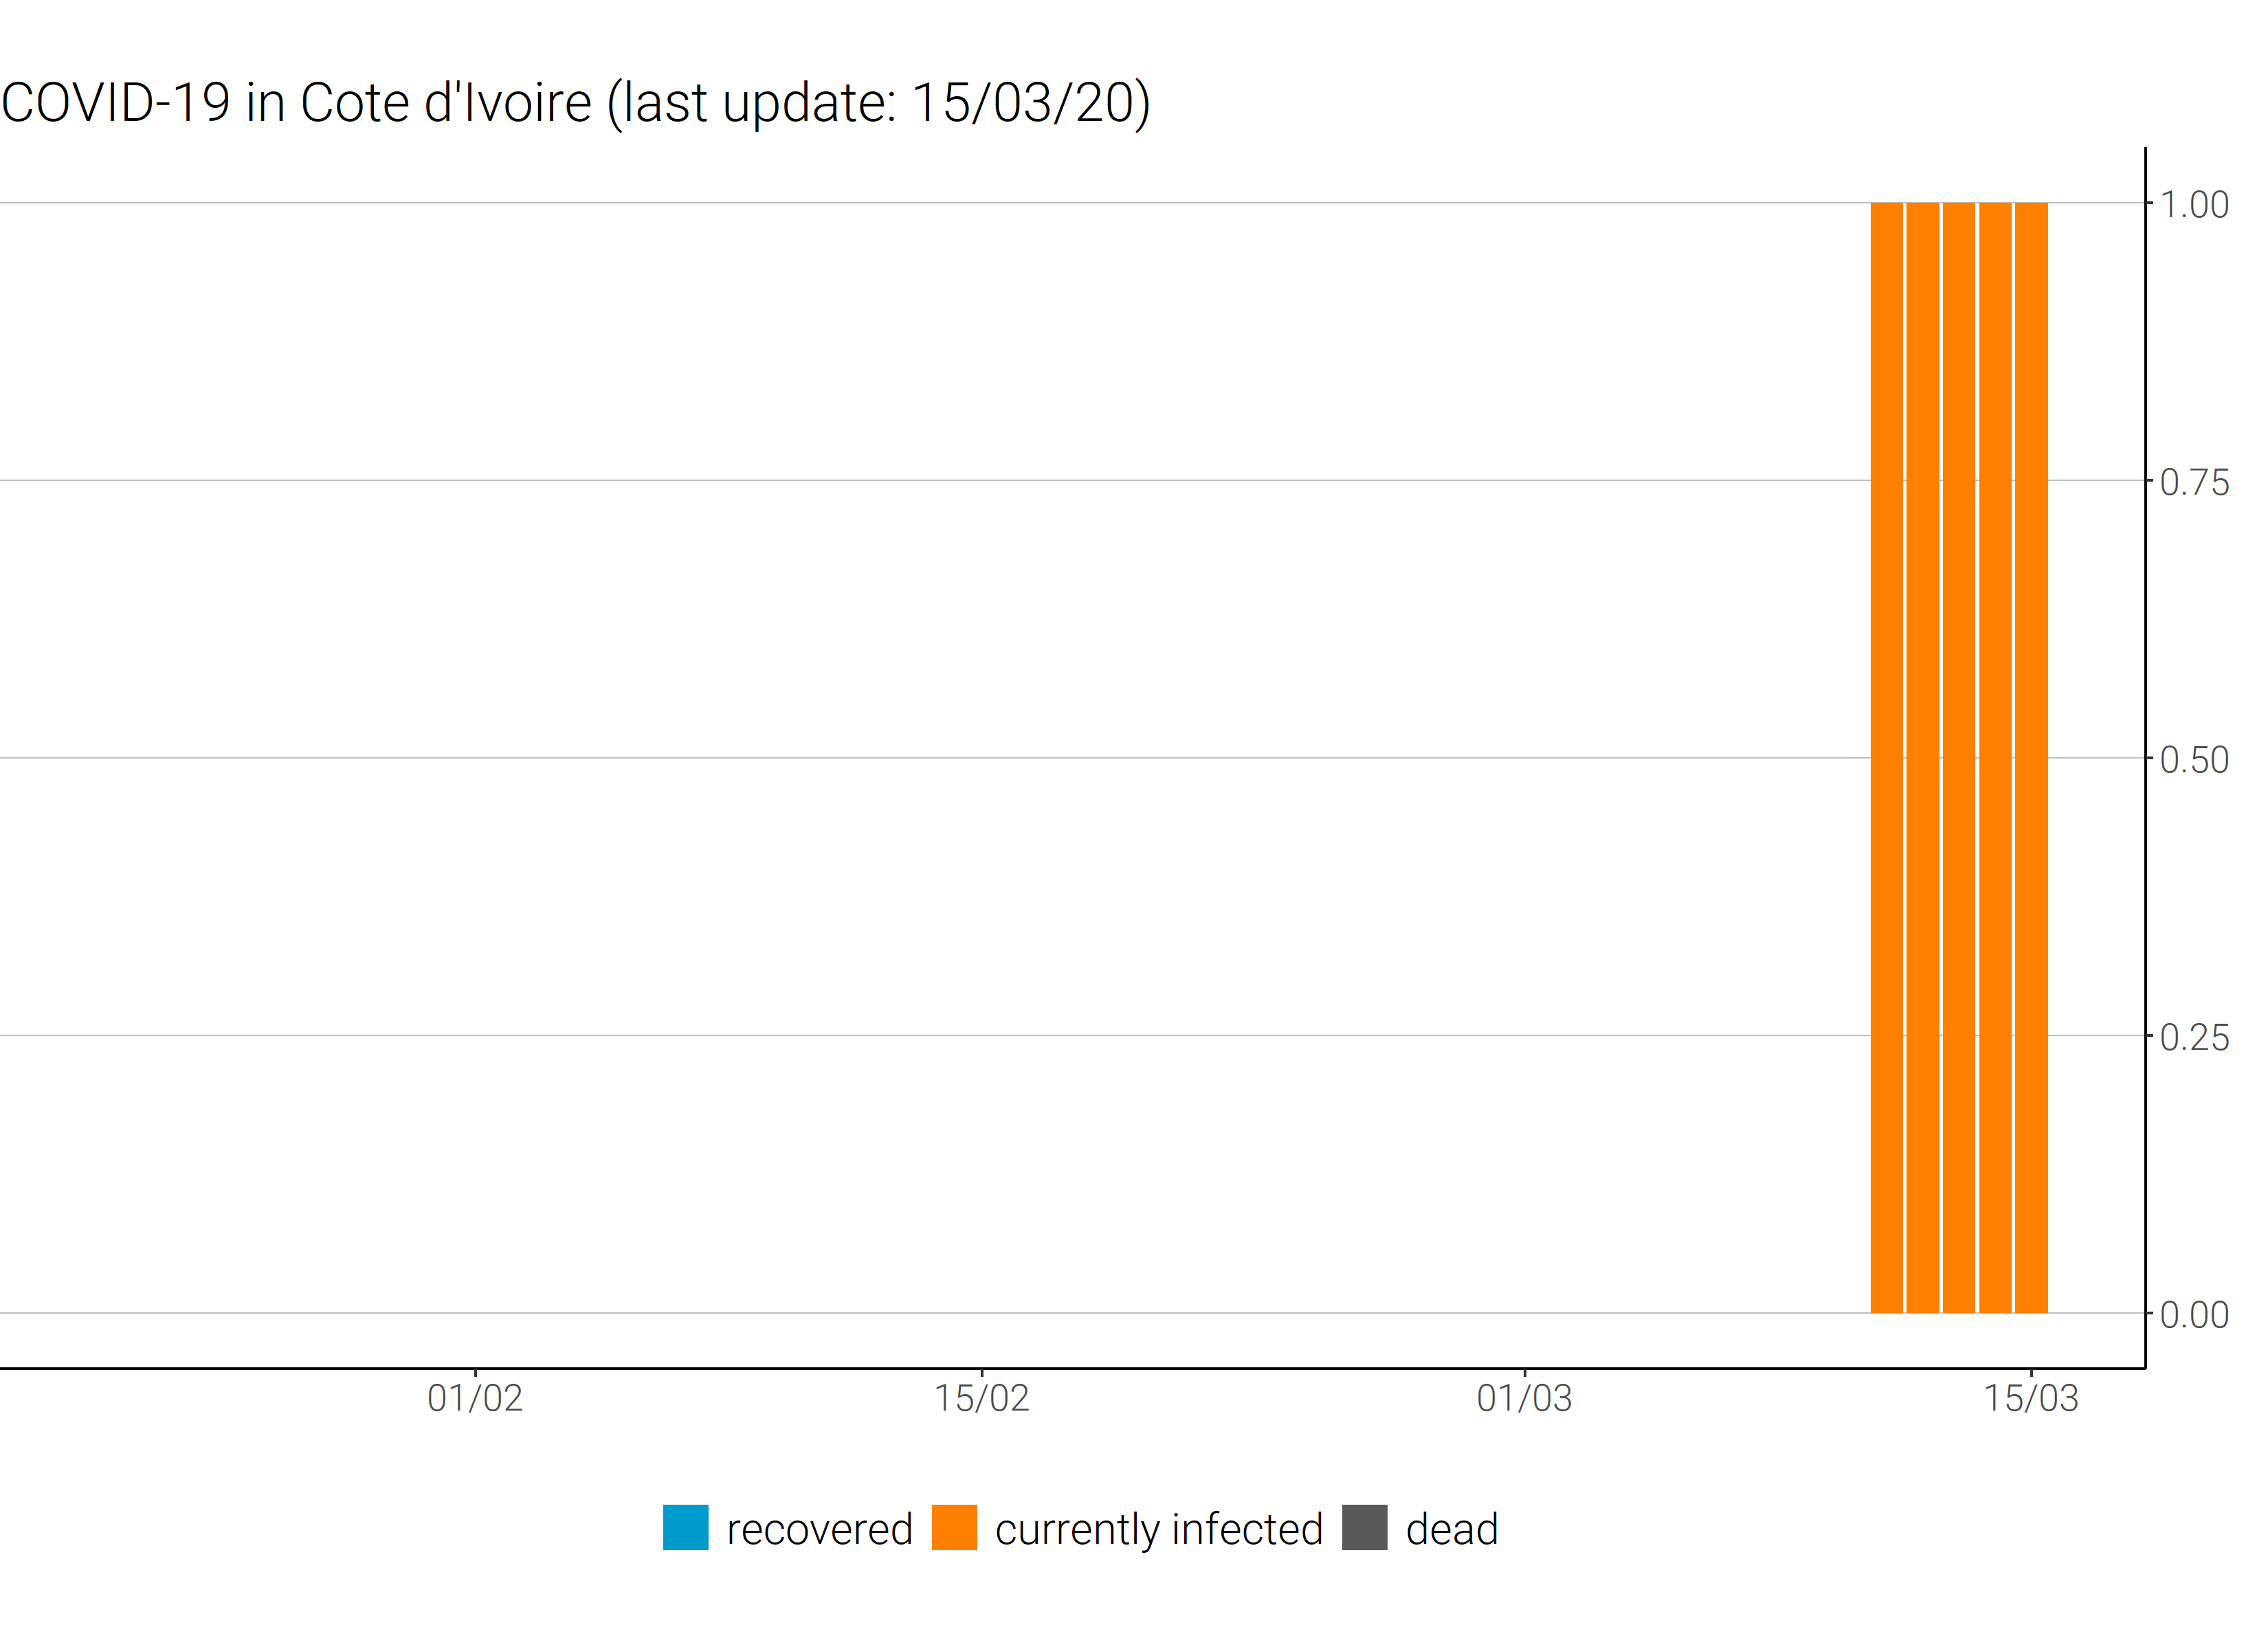 COVID-19 in Cote d'Ivoire (last update: 15/03/20)
1.00
0.75
0.50
0.25
0.00
01/02 15/02 01/03 15/03
recovered currently infected dead